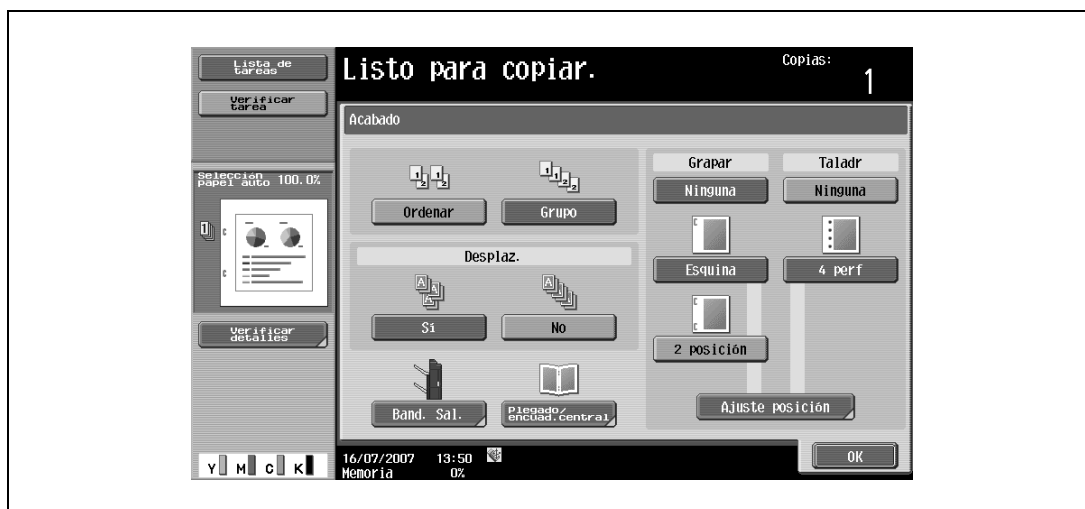 Lista de
tareas
Verificar
tarea
Listo para copiar.
Copias:
1
Acabado
Selección
papel auto 100.0%
1
Verificar
detalles
Ordenar
Grupo
Desplaz.
Sí
No
Band. Sal.
Plegado/
encuad.central
Grapar
Taladr
Ninguna
Ninguna
Esquina
4 perf
2 posición
Ajuste posición
Y M C K
16/07/2007 13:50
Memoria 0%
OK